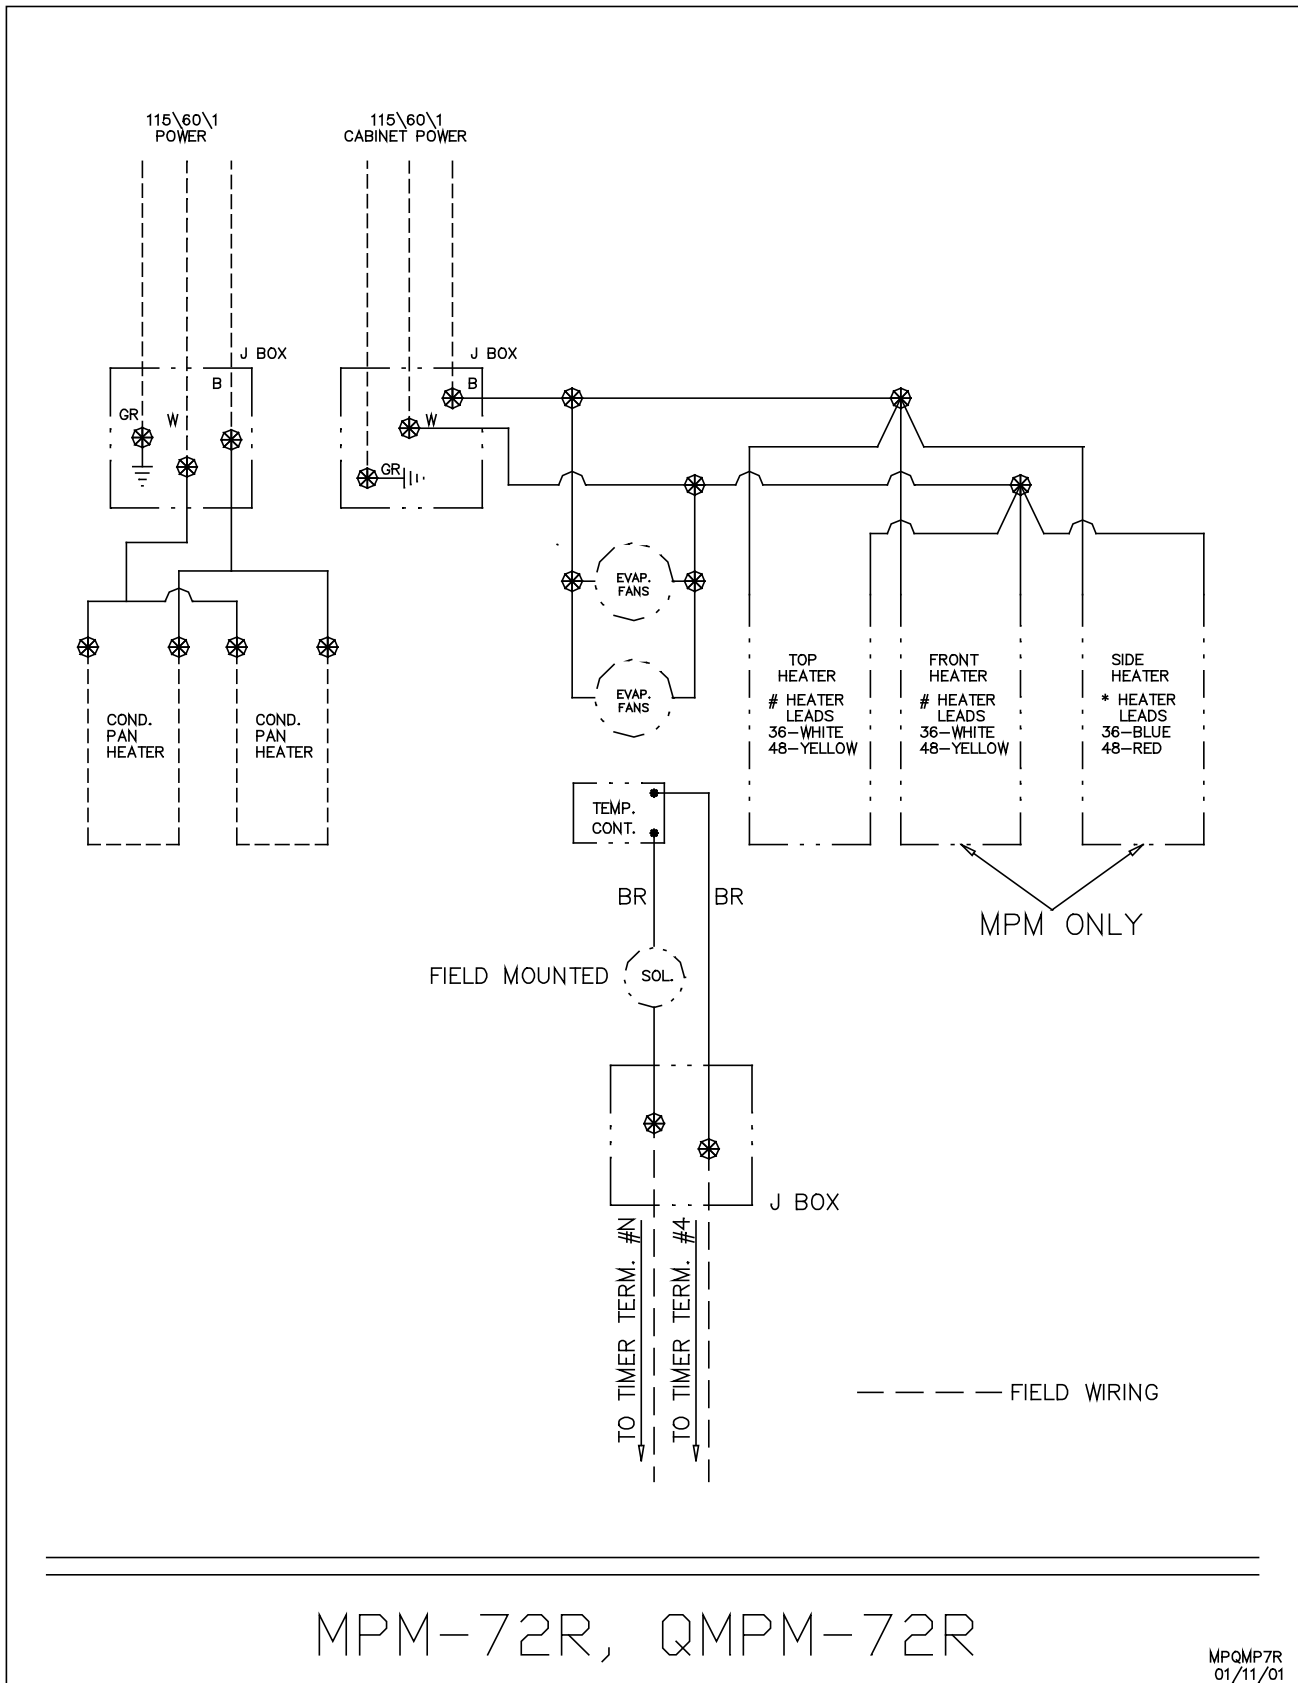 115\60\1
POWER
115\60\1
CABINET POWER
J BOX
J BOX
B
B
GR
W
W
GR
EVAP.
FANS
EVAP.
FANS
TOP
HEATER
# HEATER
LEADS
36-WHITE
48-YELLOW
FRONT
HEATER
# HEATER
LEADS
36-WHITE
48-YELLOW
SIDE
HEATER
* HEATER
LEADS
36-BLUE
48-RED
COND.
PAN
HEATER
COND.
PAN
HEATER
TEMP.
CONT.
BR
BR
MPM ONLY
FIELD MOUNTED
SOL.
J BOX
TO TIMER TERM. #N
TO TIMER TERM. #4
FIELD WIRING
MPM-72R, QMPM-72R
MPQMP7R
01/11/01